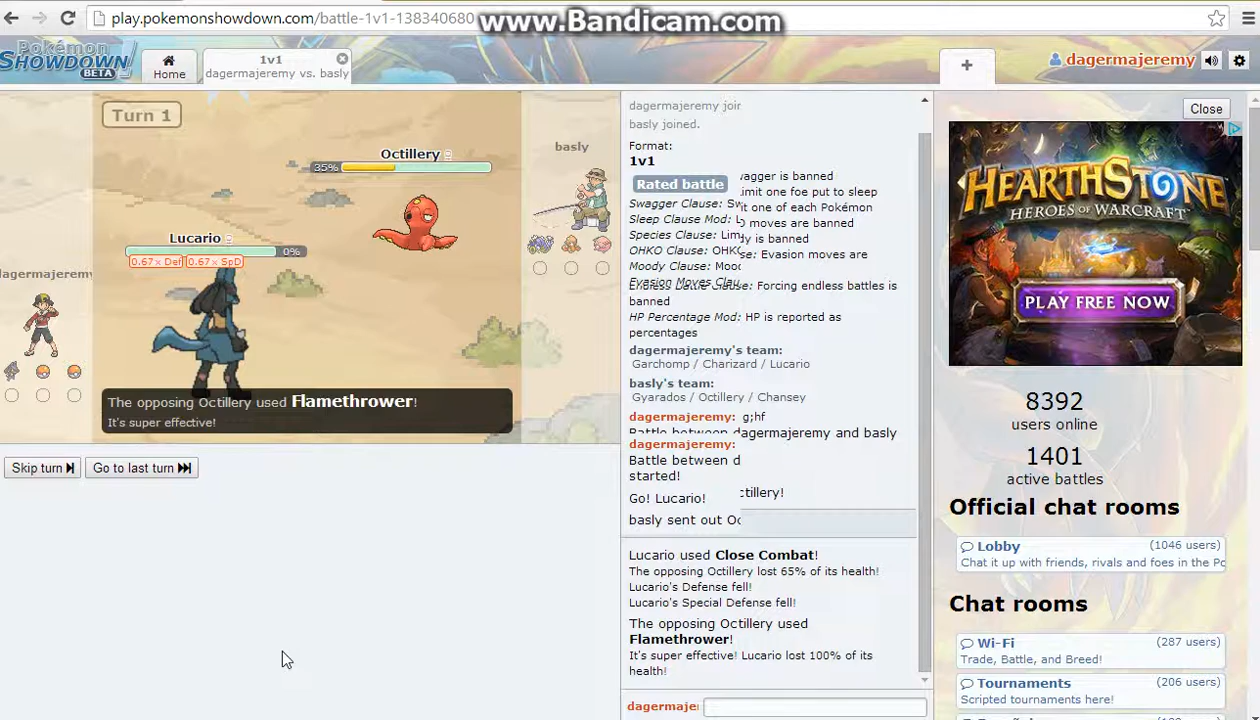 play.pokemonshowdown.com/battle-1v1-138340680
www.Bandicam.com
Pokémon
SHOWDOWN
BETA
Home
1v1
dagermajeremy vs. basly
+
dagermajeremy
Turn 1
Octillery
35%
basly
Lucario
0%
0.67× Def 0.67× SpD
dagermajeremy
The opposing Octillery used Flamethrower!
It's super effective!
Skip turn
Go to last turn
dagermajeremy join
basly joined.
Format:
1v1
Rated battle
Swagger Clause: Sw
wagger is banned
Sleep Clause Mod: L
imit one foe put to sleep
Species Clause: Lim
it one of each Pokémon
OHKO Clause: OHKO
O moves are banned
Moody Clause: Mood
dy is banned
Evasion Moves Clau
se: Evasion moves are
Clause: Forcing endless battles is
banned
HP Percentage Mod: HP is reported as
percentages
dagermajeremy's team:
Garchomp / Charizard / Lucario
basly's team:
Gyarados / Octillery / Chansey
dagermajeremy: g;hf
Battle between dagermajeremy and basly
dagermajeremy:
Battle between d
started!
Go! Lucario!
basly sent out Oc
ctillery!
Lucario used Close Combat!
The opposing Octillery lost 65% of its health!
Lucario's Defense fell!
Lucario's Special Defense fell!
The opposing Octillery used
Flamethrower!
It's super effective! Lucario lost 100% of its
health!
dagermaje
Close
HEARTHSTONE
HEROES OF WARCRAFT
PLAY FREE NOW
8392
users online
1401
active battles
Official chat rooms
Lobby
(1046 users)
Chat it up with friends, rivals and foes in the Po
Chat rooms
Wi-Fi
(287 users)
Trade, Battle, and Breed!
Tournaments
(206 users)
Scripted tournaments here!